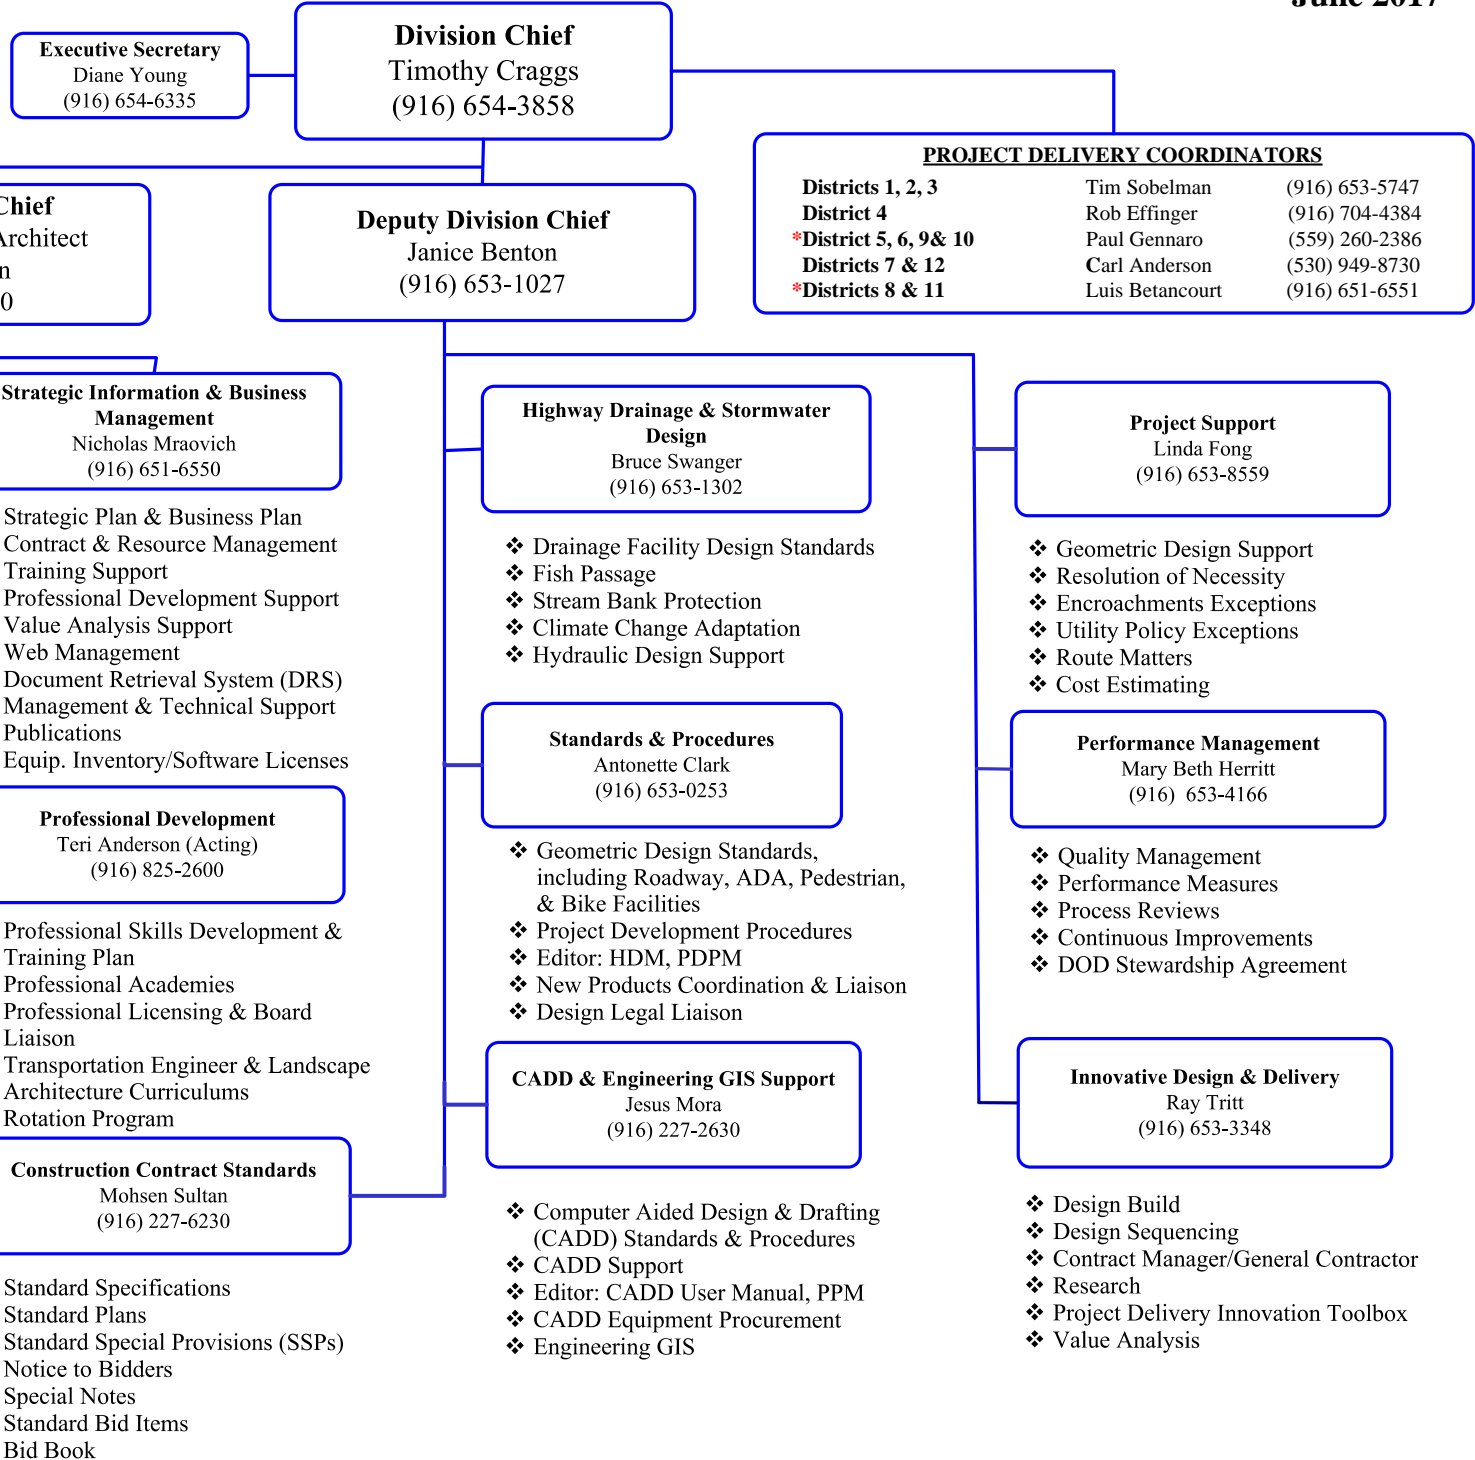 June 2017
Executive Secretary
Diane Young
(916) 654-6335
Division Chief
Timothy Craggs
(916) 654-3858
PROJECT DELIVERY COORDINATORS
Districts 1, 2, 3 Tim Sobelman (916) 653-5747
District 4 Rob Effinger (916) 704-4384
*District 5, 6, 9& 10 Paul Gennaro (559) 260-2386
Districts 7 & 12 Carl Anderson (530) 949-8730
*Districts 8 & 11 Luis Betancourt (916) 651-6551
Chief
Architect
n
0
Deputy Division Chief
Janice Benton
(916) 653-1027
Strategic Information & Business
Management
Nicholas Mraovich
(916) 651-6550
Strategic Plan & Business Plan
Contract & Resource Management
Training Support
Professional Development Support
Value Analysis Support
Web Management
Document Retrieval System (DRS)
Management & Technical Support
Publications
Equip. Inventory/Software Licenses
Professional Development
Teri Anderson (Acting)
(916) 825-2600
Professional Skills Development &
Training Plan
Professional Academies
Professional Licensing & Board
Liaison
Transportation Engineer & Landscape
Architecture Curriculums
Rotation Program
Construction Contract Standards
Mohsen Sultan
(916) 227-6230
Standard Specifications
Standard Plans
Standard Special Provisions (SSPs)
Notice to Bidders
Special Notes
Standard Bid Items
Bid Book
Highway Drainage & Stormwater
Design
Bruce Swanger
(916) 653-1302
❖ Drainage Facility Design Standards
❖ Fish Passage
❖ Stream Bank Protection
❖ Climate Change Adaptation
❖ Hydraulic Design Support
Standards & Procedures
Antonette Clark
(916) 653-0253
❖ Geometric Design Standards,
including Roadway, ADA, Pedestrian,
& Bike Facilities
❖ Project Development Procedures
❖ Editor: HDM, PDPM
❖ New Products Coordination & Liaison
❖ Design Legal Liaison
CADD & Engineering GIS Support
Jesus Mora
(916) 227-2630
❖ Computer Aided Design & Drafting
(CADD) Standards & Procedures
❖ CADD Support
❖ Editor: CADD User Manual, PPM
❖ CADD Equipment Procurement
❖ Engineering GIS
Project Support
Linda Fong
(916) 653-8559
❖ Geometric Design Support
❖ Resolution of Necessity
❖ Encroachments Exceptions
❖ Utility Policy Exceptions
❖ Route Matters
❖ Cost Estimating
Performance Management
Mary Beth Herritt
(916) 653-4166
❖ Quality Management
❖ Performance Measures
❖ Process Reviews
❖ Continuous Improvements
❖ DOD Stewardship Agreement
Innovative Design & Delivery
Ray Tritt
(916) 653-3348
❖ Design Build
❖ Design Sequencing
❖ Contract Manager/General Contractor
❖ Research
❖ Project Delivery Innovation Toolbox
❖ Value Analysis